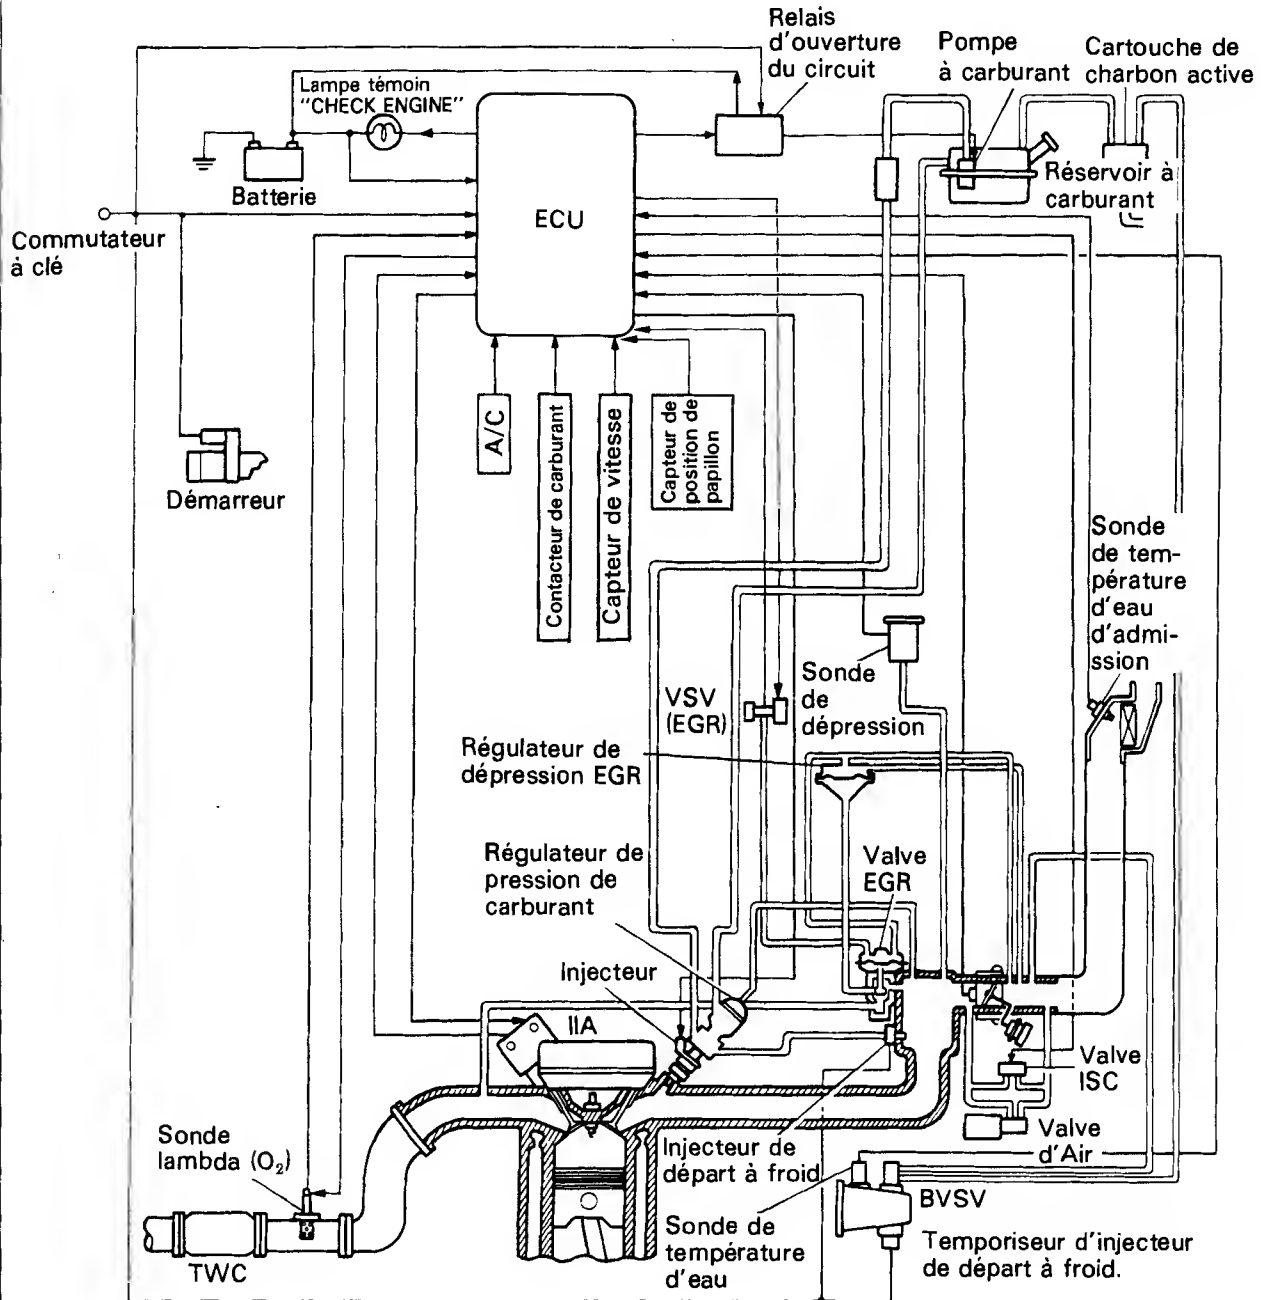 Relais
d'ouverture
du circuit
Pompe
à carburant
Cartouche de
charbon active
Lampe témoin
"CHECK ENGINE"
Batterie
ECU
Réservoir à
carburant
Commutateur
à clé
A/C
Contacteur de carburant
Capteur de vitesse
Capteur de
position de
papillon
Démarreur
Sonde
de tem-
pérature
d'eau
d'admi-
ssion
Sonde
de
dépression
VSV
(EGR)
Régulateur de
dépression EGR
Régulateur de
pression de
carburant
Valve
EGR
Injecteur
IIA
Valve
ISC
Valve
d'Air
Sonde
lambda (O₂)
Injecteur de
départ à froid
BVSV
Sonde de
température
d'eau
Temporiseur d'injecteur
de départ à froid.
TWC